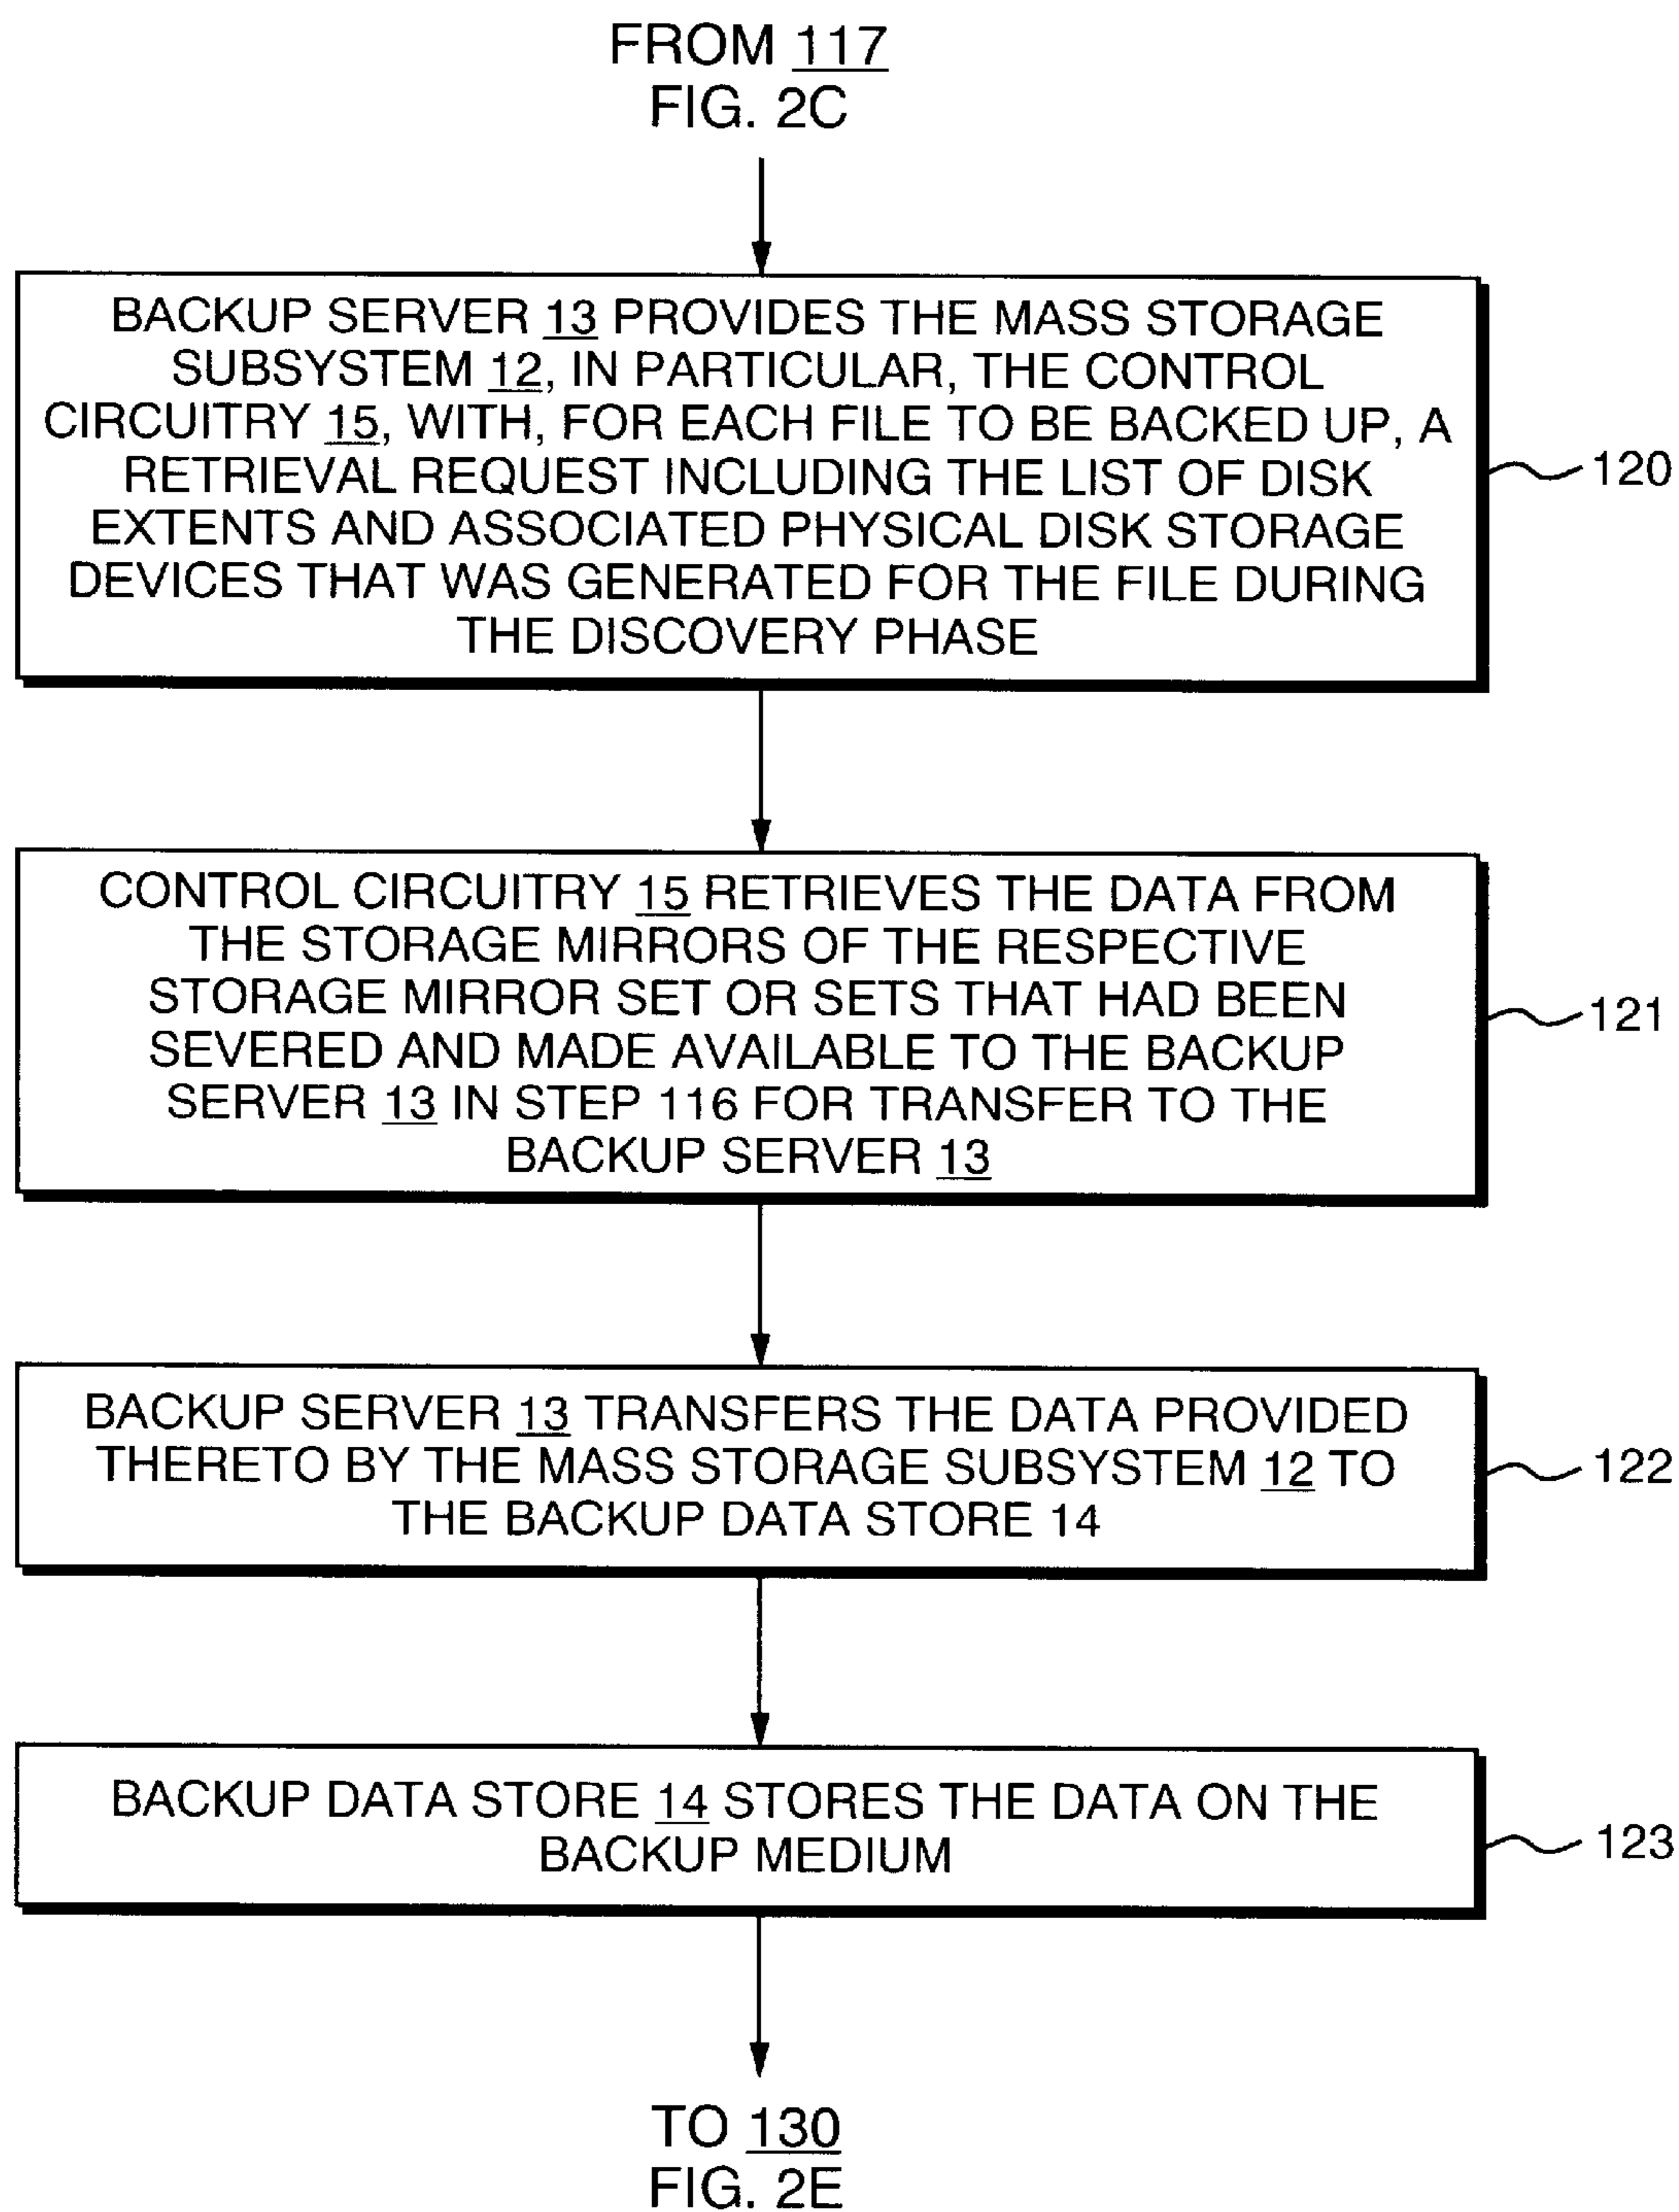 FROM 117
FIG. 2C
BACKUP SERVER 13 PROVIDES THE MASS STORAGE
SUBSYSTEM 12, IN PARTICULAR, THE CONTROL
CIRCUITRY 15, WITH, FOR EACH FILE TO BE BACKED UP, A
RETRIEVAL REQUEST INCLUDING THE LIST OF DISK
EXTENTS AND ASSOCIATED PHYSICAL DISK STORAGE
DEVICES THAT WAS GENERATED FOR THE FILE DURING
THE DISCOVERY PHASE
120
CONTROL CIRCUITRY 15 RETRIEVES THE DATA FROM
THE STORAGE MIRRORS OF THE RESPECTIVE
STORAGE MIRROR SET OR SETS THAT HAD BEEN
SEVERED AND MADE AVAILABLE TO THE BACKUP
SERVER 13 IN STEP 116 FOR TRANSFER TO THE
BACKUP SERVER 13
121
BACKUP SERVER 13 TRANSFERS THE DATA PROVIDED
THERETO BY THE MASS STORAGE SUBSYSTEM 12 TO
THE BACKUP DATA STORE 14
122
BACKUP DATA STORE 14 STORES THE DATA ON THE
BACKUP MEDIUM
123
TO 130
FIG. 2E